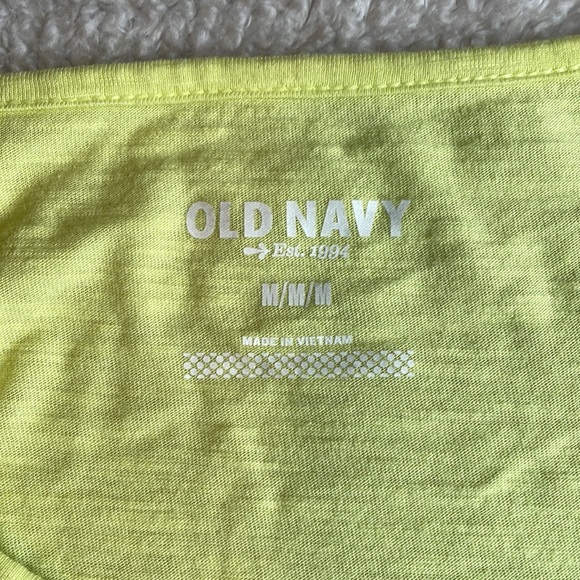 OLD NAVY
Est. 1994
M/M/M
MADE IN VIETNAM